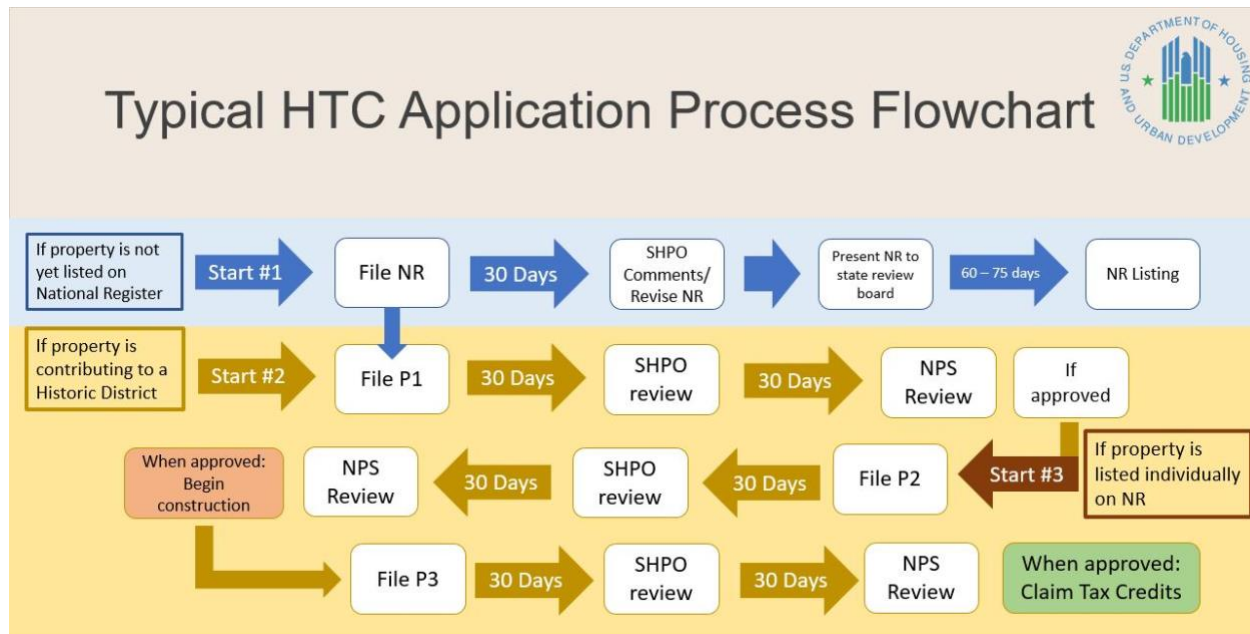 U.S. DEPARTMENT OF HOUSING
AND URBAN DEVELOPMENT
Typical HTC Application Process Flowchart
If property is not
yet listed on
National Register
Start #1
File NR
30 Days
SHPO
Comments/
Revise NR
Present NR to
state review
board
60 – 75 days
NR Listing
If property is
contributing to a
Historic District
Start #2
File P1
30 Days
SHPO
review
30 Days
NPS
Review
If
approved
If property is
listed individually
on NR
Start #3
File P2
30 Days
SHPO
review
30 Days
NPS
Review
When approved:
Begin
construction
File P3
30 Days
SHPO
review
30 Days
NPS
Review
When approved:
Claim Tax Credits